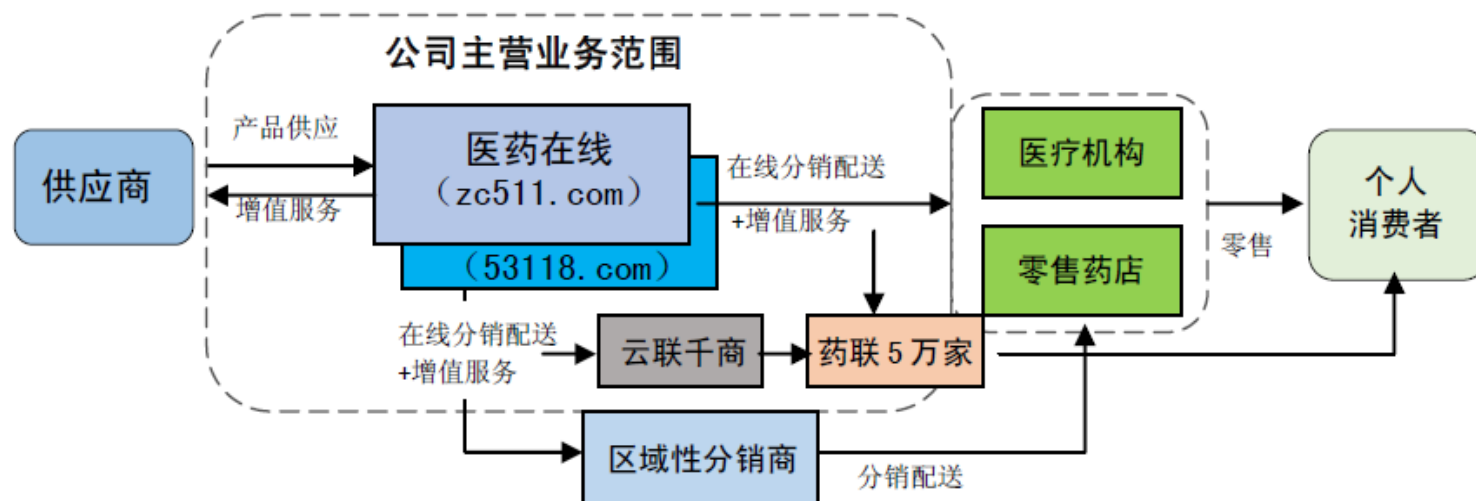 公司主营业务范围
供应商
产品供应
增值服务
医药在线
（zc511.com）
（53118.com）
在线分销配送
+增值服务
医疗机构
零售药店
零售
个人
消费者
在线分销配送
+增值服务
云联千商
药联5万家
区域性分销商
分销配送